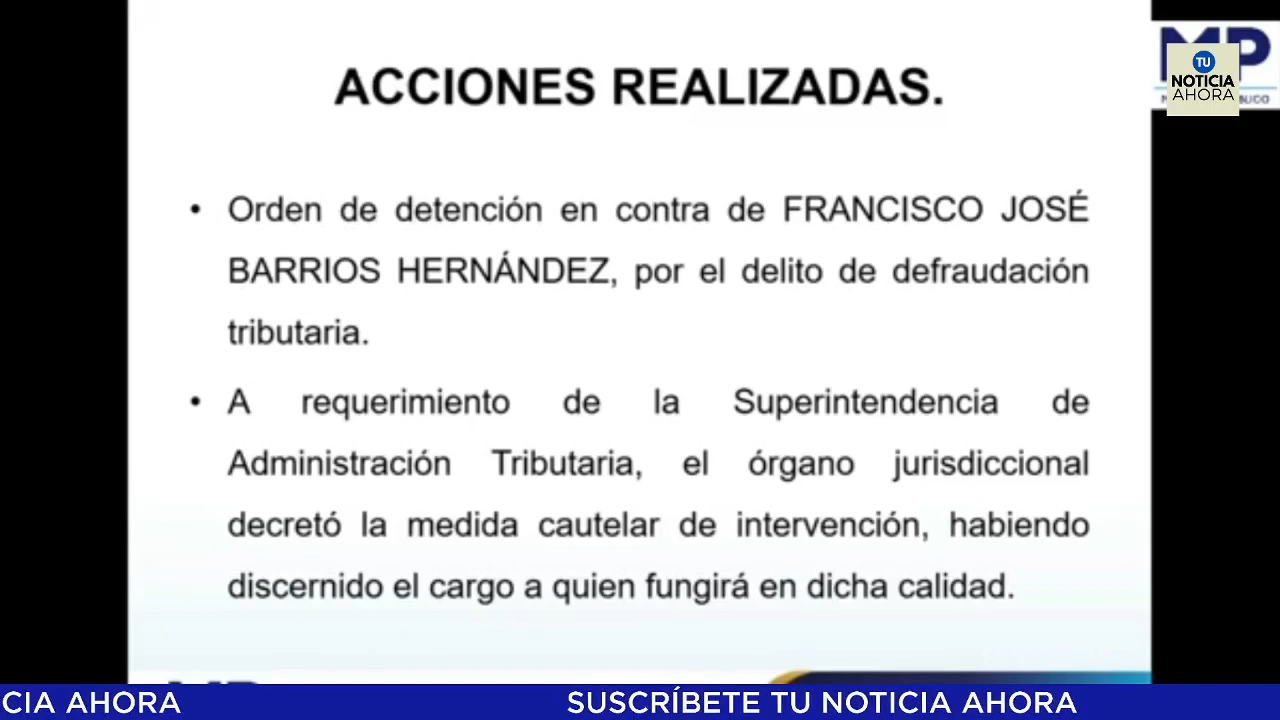 ACCIONES REALIZADAS.
MP
TU
NOTICIA
AHORA
• Orden de detención en contra de FRANCISCO JOSÉ
BARRIOS HERNÁNDEZ, por el delito de defraudación
tributaria.
• A requerimiento de la Superintendencia de
Administración Tributaria, el órgano jurisdiccional
decretó la medida cautelar de intervención, habiendo
discernido el cargo a quien fungirá en dicha calidad.
CIA AHORA SUSCRÍBETE TU NOTICIA AHORA